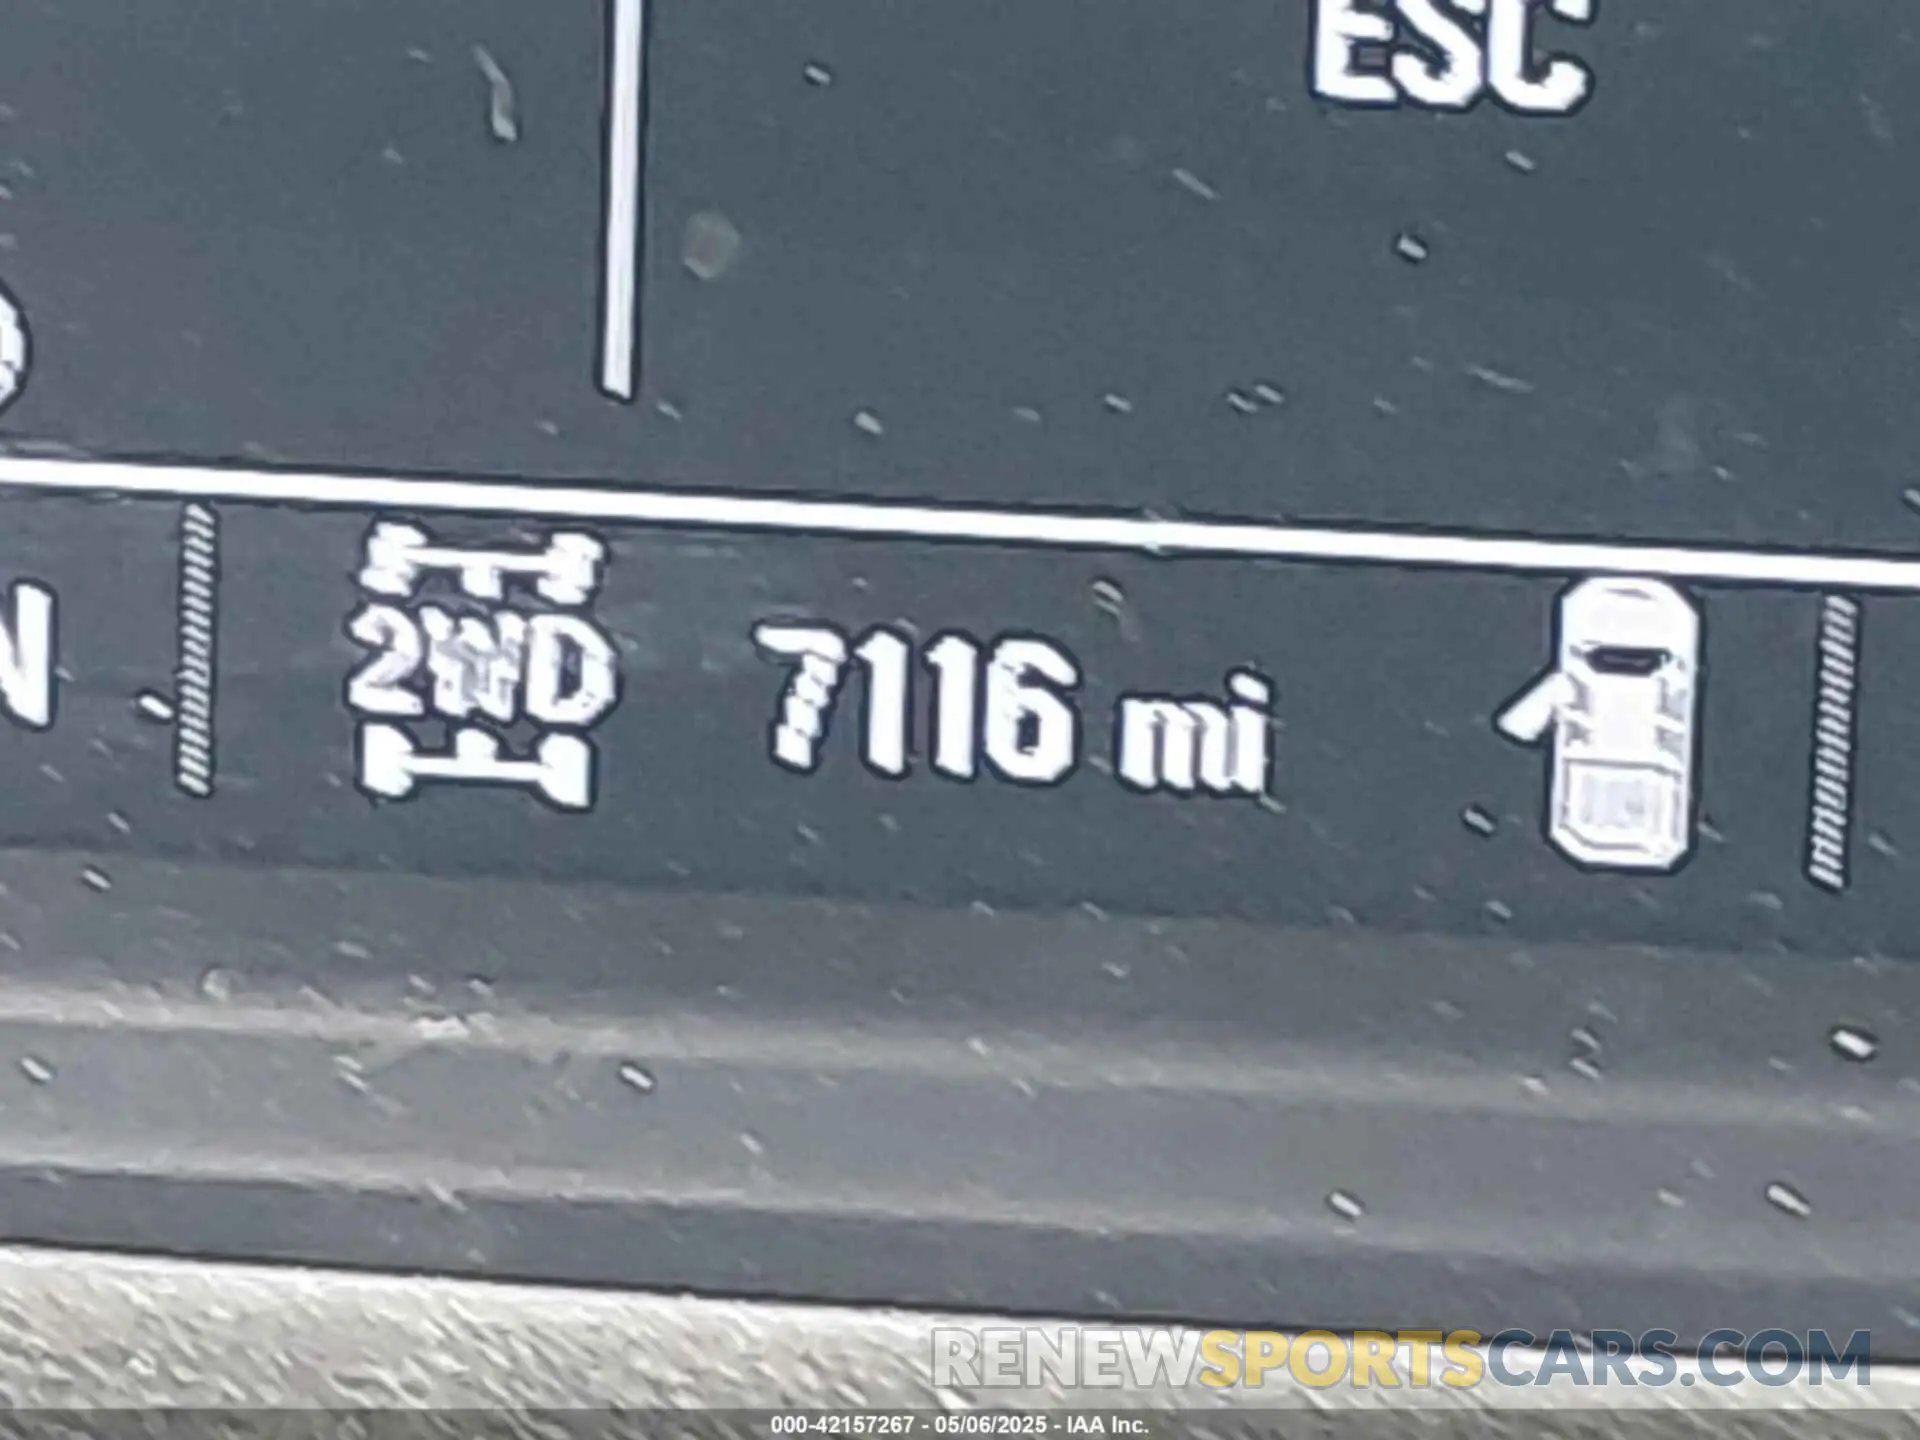 ESC
N
2WD
7116 mi
RENEWSPORTSCARS.COM
000-42157267 - 05/06/2025 - IAA Inc.